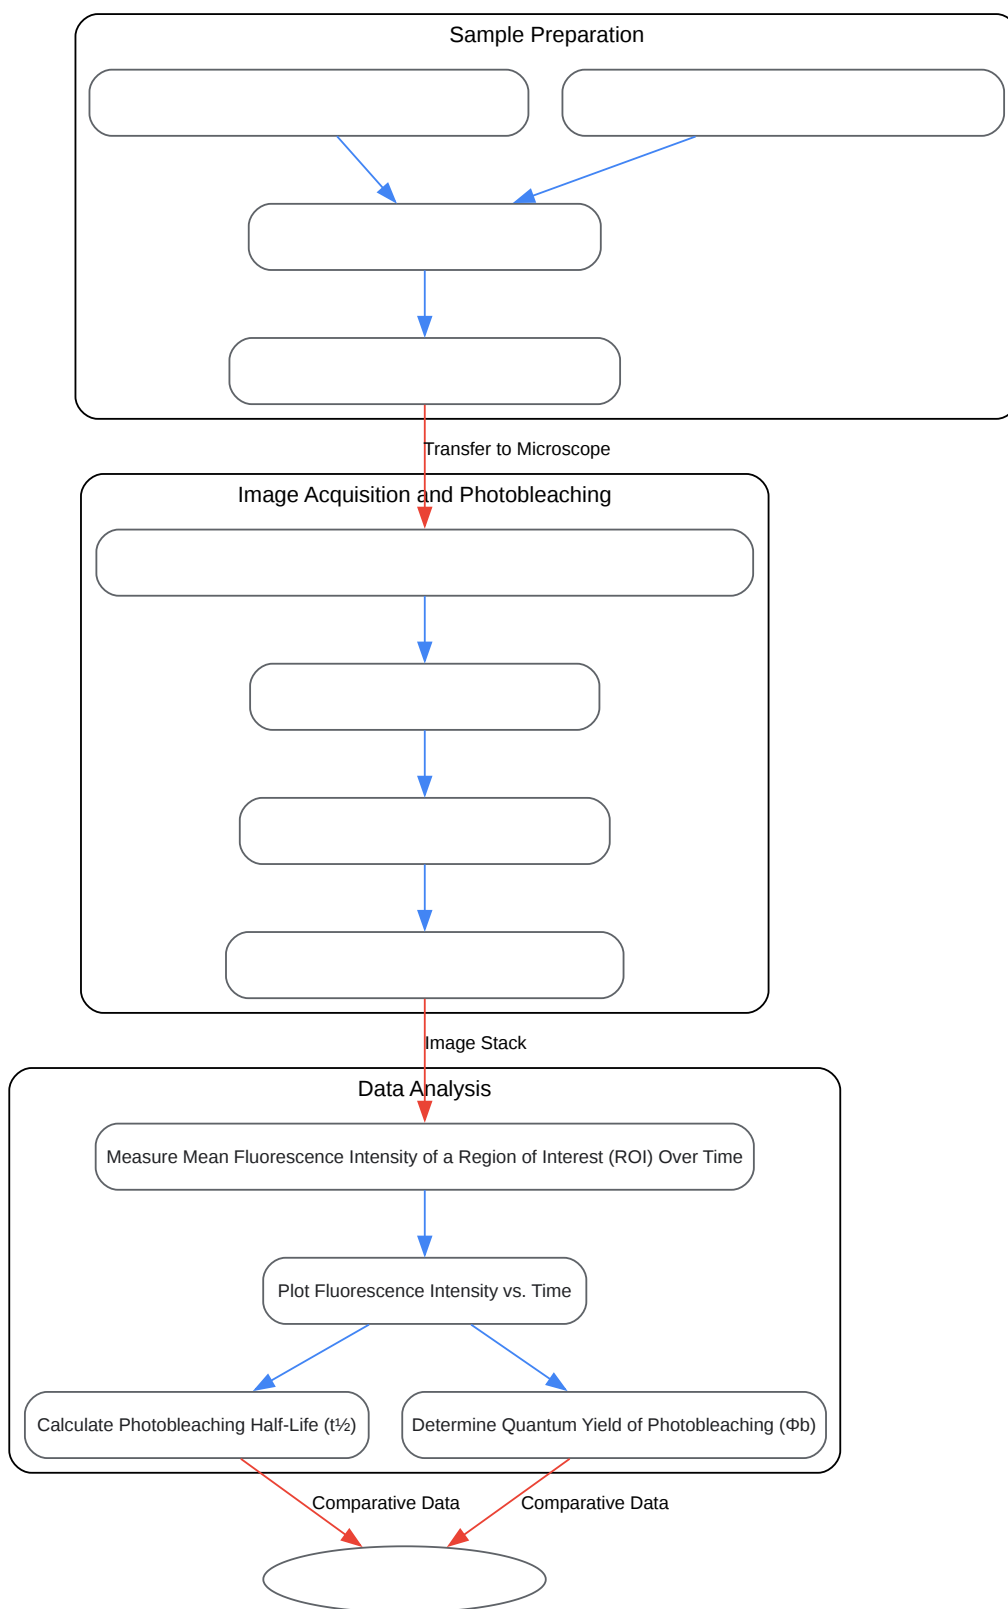 Sample Preparation
Transfer to Microscope
Image Acquisition and Photobleaching
Image Stack
Data Analysis
Measure Mean Fluorescence Intensity of a Region of Interest (ROI) Over Time
Plot Fluorescence Intensity vs. Time
Calculate Photobleaching Half-Life (t½)
Determine Quantum Yield of Photobleaching (Φb)
Comparative Data
Comparative Data